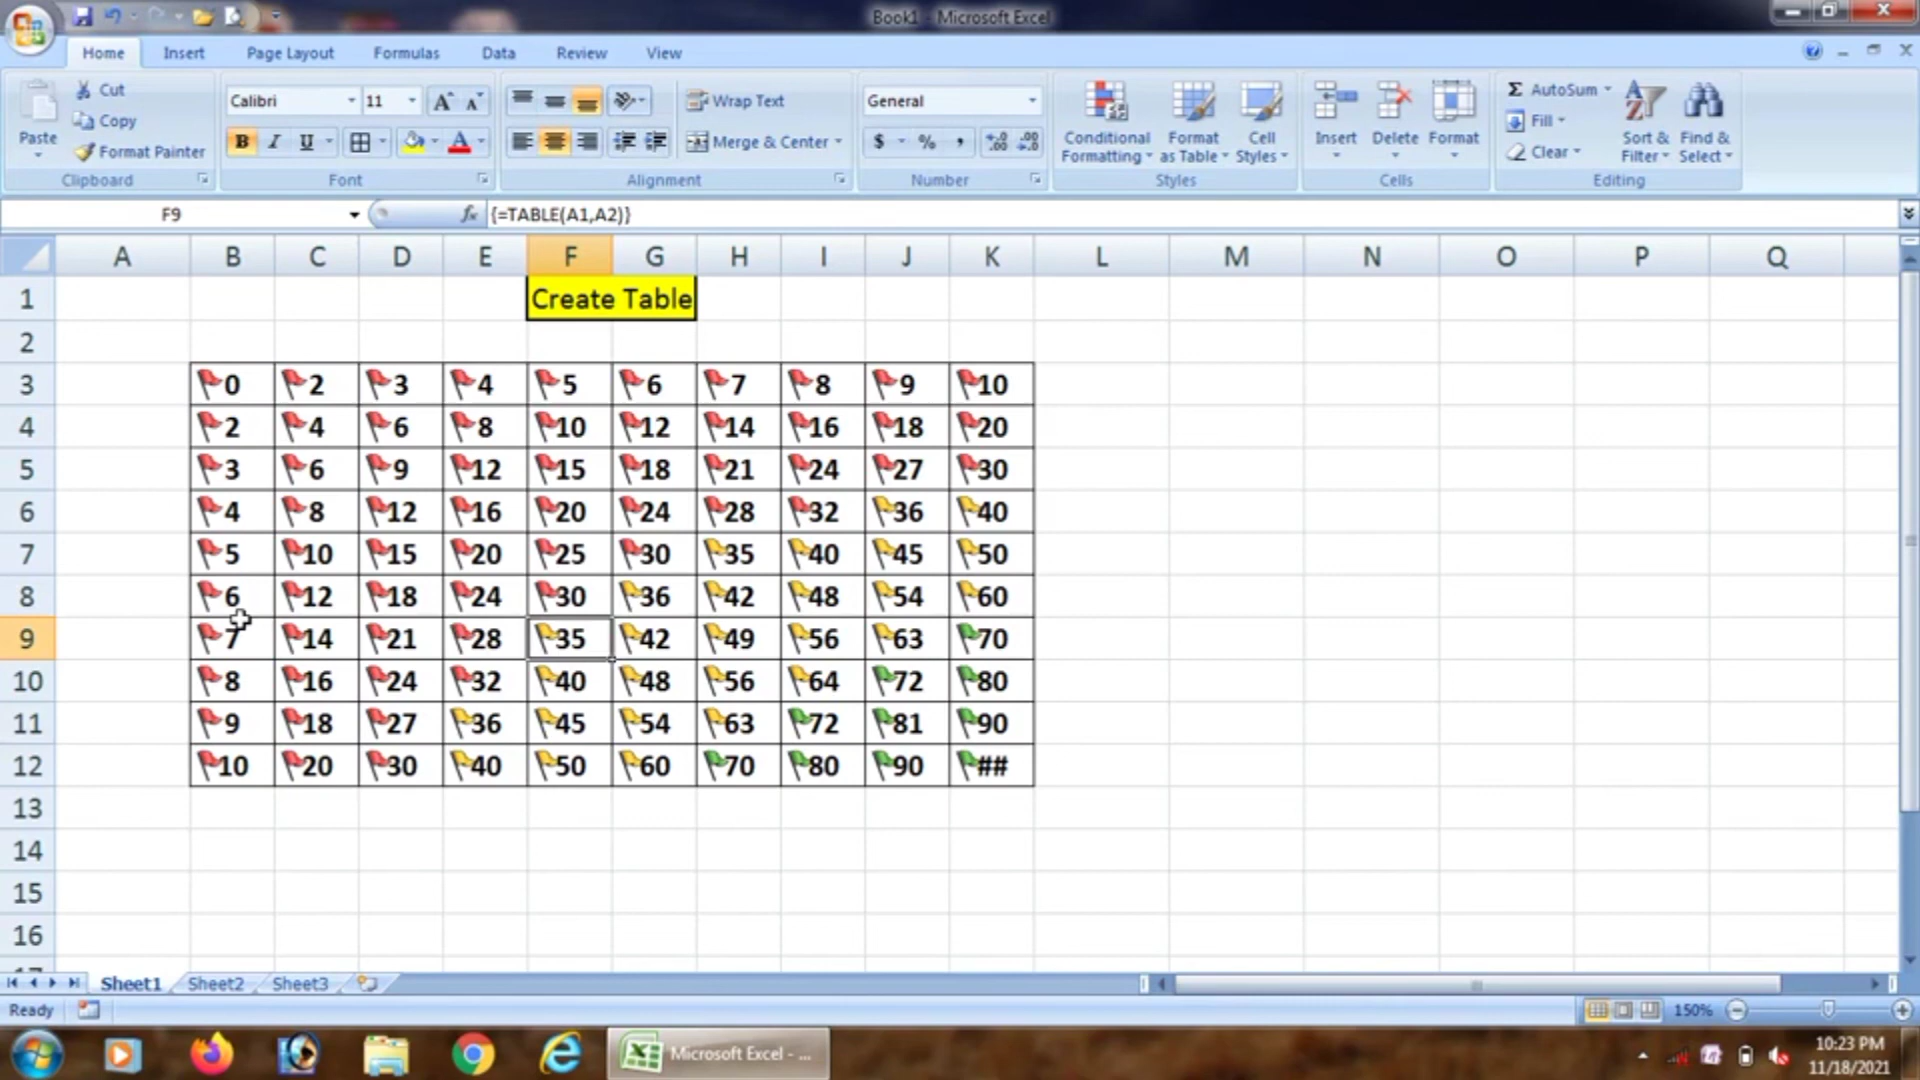 Book1 - Microsoft Excel
Home Insert Page Layout Formulas Data Review View
Paste
Cut
Copy
Format Painter
Clipboard
Calibri 11
B I U
Font
Wrap Text
Merge & Center
Alignment
General
$ % ,
Number
Conditional Formatting
Format as Table
Cell Styles
Styles
Insert Delete Format
Cells
Σ AutoSum
Fill
Clear
Sort & Filter
Find & Select
Editing
F9 fx {=TABLE(A1,A2)}
A B C D E F G H I J K L M N O P Q
1 Create Table
2
3 0 2 3 4 5 6 7 8 9 10
4 2 4 6 8 10 12 14 16 18 20
5 3 6 9 12 15 18 21 24 27 30
6 4 8 12 16 20 24 28 32 36 40
7 5 10 15 20 25 30 35 40 45 50
8 6 12 18 24 30 36 42 48 54 60
9 7 14 21 28 35 42 49 56 63 70
10 8 16 24 32 40 48 56 64 72 80
11 9 18 27 36 45 54 63 72 81 90
12 10 20 30 40 50 60 70 80 90 ##
13
14
15
16
Sheet1 Sheet2 Sheet3
Ready 150%
Microsoft Excel - ...
10:23 PM
11/18/2021